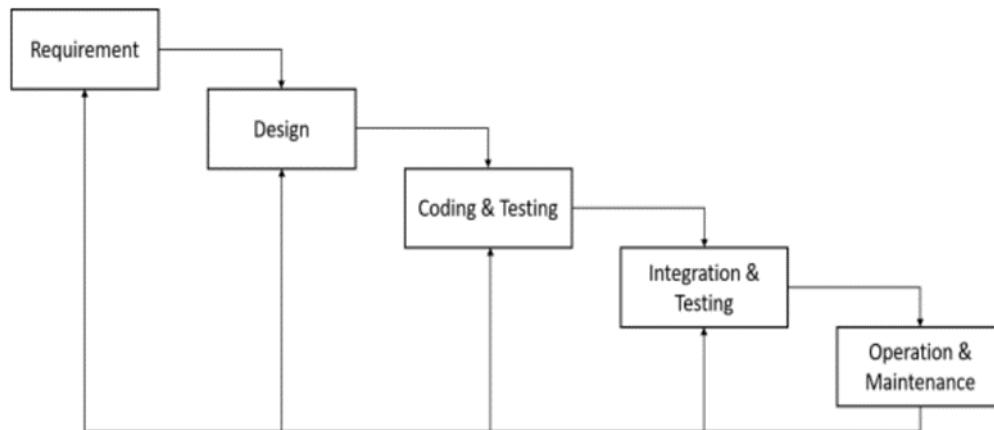 Requirement
Design
Coding & Testing
Integration &
Testing
Operation &
Maintenance